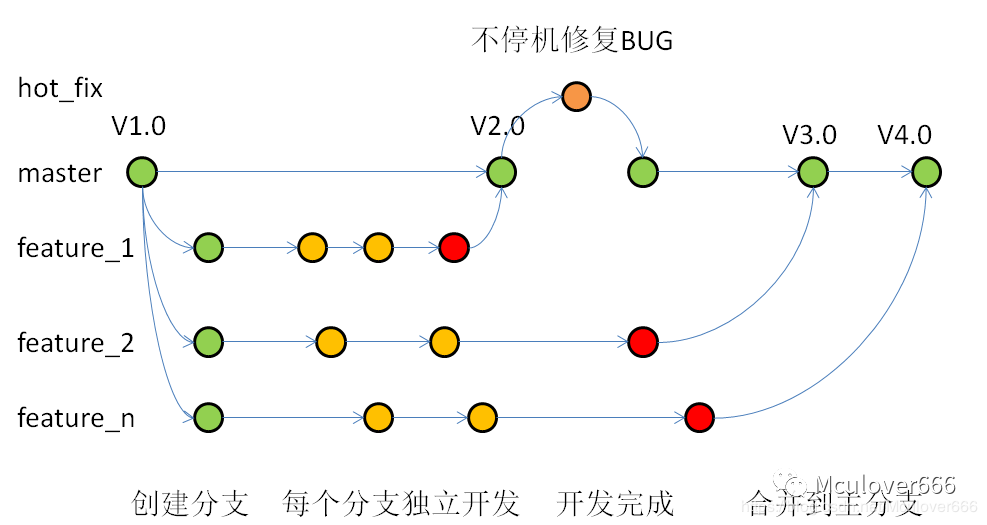 不停机修复BUG
hot_fix
V1.0
V2.0
V3.0
V4.0
master
feature_1
feature_2
feature_n
创建分支
每个分支独立开发
开发完成
合并到主分支
Mculover666